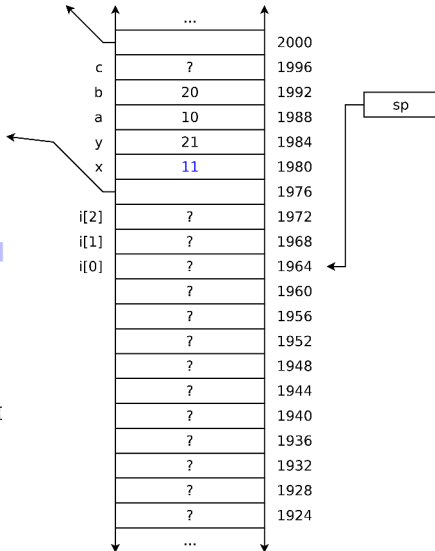 ...
2000
c ? 1996
b 20 1992
sp
a 10 1988
y 21 1984
x 11 1980
1976
i[2] ? 1972
i[1] ? 1968
i[0] ? 1964
? 1960
? 1956
? 1952
? 1948
? 1944
? 1940
? 1936
? 1932
? 1928
? 1924
...